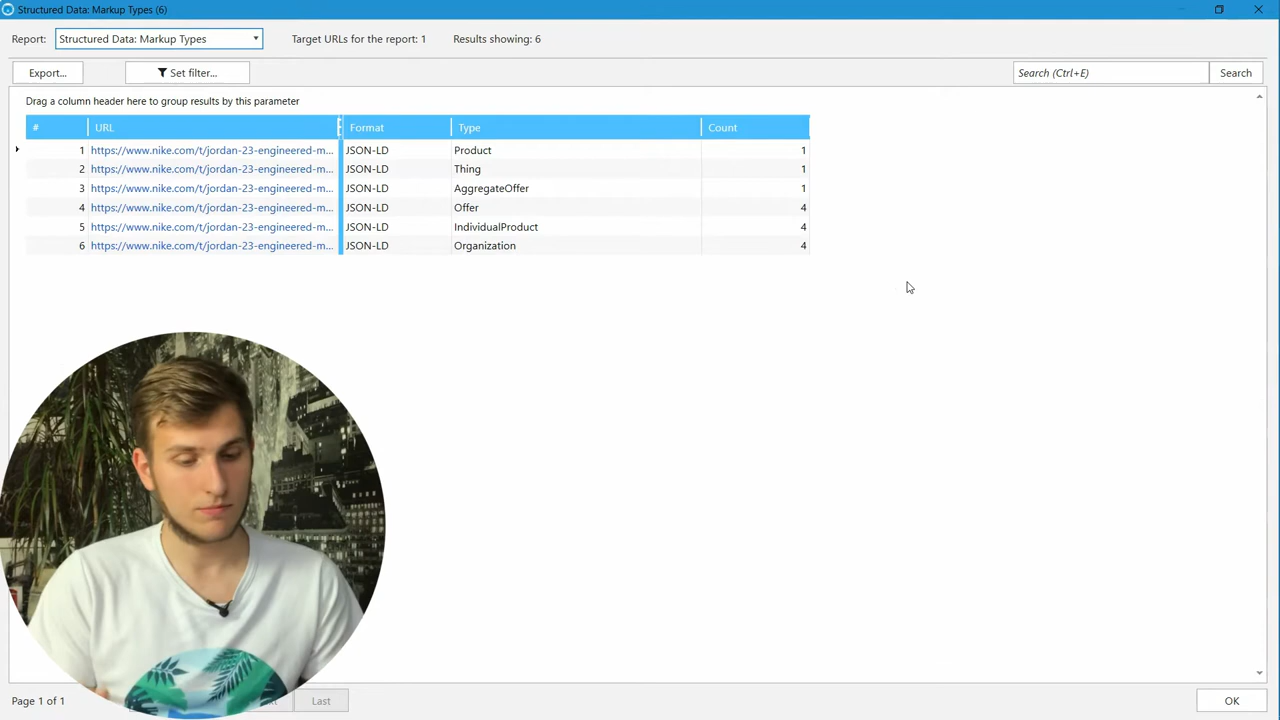 Structured Data: Markup Types (6)
Report: Structured Data: Markup Types Target URLs for the report: 1 Results showing: 6
Export... Set filter... Search (Ctrl+E) Search
Drag a column header here to group results by this parameter
# URL Format Type Count
1 https://www.nike.com/t/jordan-23-engineered-m... JSON-LD Product 1
2 https://www.nike.com/t/jordan-23-engineered-m... JSON-LD Thing 1
3 https://www.nike.com/t/jordan-23-engineered-m... JSON-LD AggregateOffer 1
4 https://www.nike.com/t/jordan-23-engineered-m... JSON-LD Offer 4
5 https://www.nike.com/t/jordan-23-engineered-m... JSON-LD IndividualProduct 4
6 https://www.nike.com/t/jordan-23-engineered-m... JSON-LD Organization 4
Page 1 of 1 Last OK